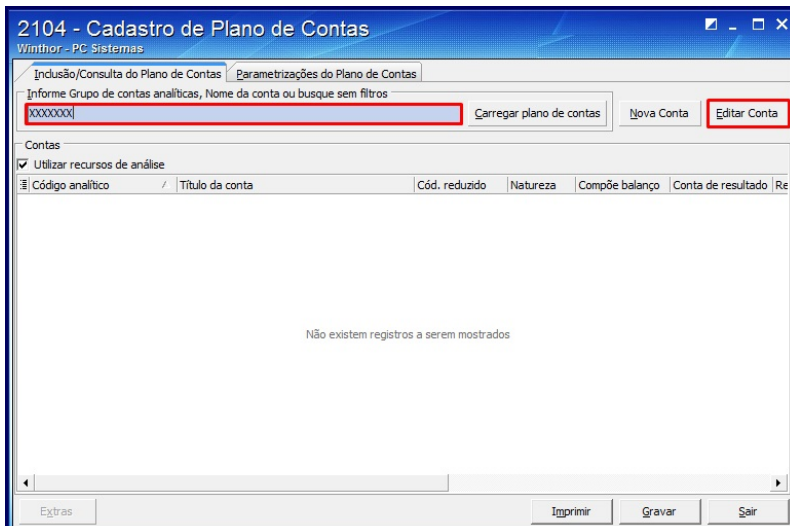 2104 - Cadastro de Plano de Contas
Winthor - PC Sistemas
Inclusão/Consulta do Plano de Contas Parametrizações do Plano de Contas
Informe Grupo de contas analíticas, Nome da conta ou busque sem filtros
XXXXXXX Carregar plano de contas Nova Conta Editar Conta
Contas
Utilizar recursos de análise
Código analítico Título da conta Cód. reduzido Natureza Compõe balanço Conta de resultado Re
Não existem registros a serem mostrados
Extras Imprimir Gravar Sair